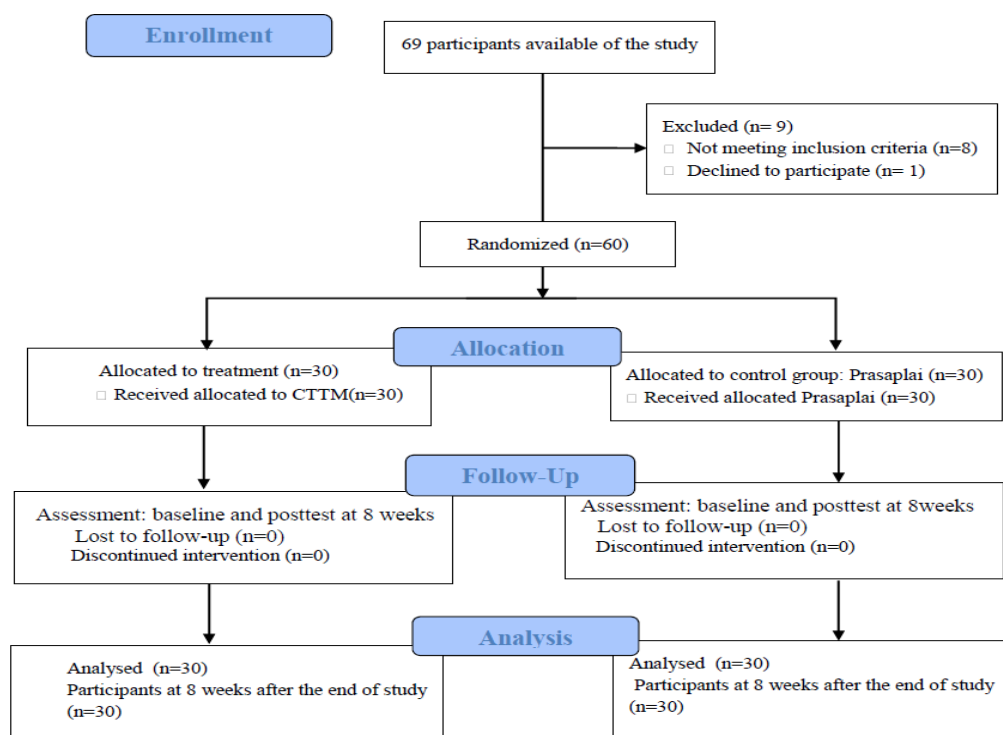 Enrollment
69 participants available of the study
Excluded (n= 9)
□ Not meeting inclusion criteria (n=8)
□ Declined to participate (n= 1)
Randomized (n=60)
Allocation
Allocated to treatment (n=30)
□ Received allocated to CTTM(n=30)
Allocated to control group: Prasaplai (n=30)
□ Received allocated Prasaplai (n=30)
Follow-Up
Assessment: baseline and posttest at 8 weeks
Lost to follow-up (n=0)
Discontinued intervention (n=0)
Assessment: baseline and posttest at 8weeks
Lost to follow-up (n=0)
Discontinued intervention (n=0)
Analysis
Analysed (n=30)
Participants at 8 weeks after the end of study
(n=30)
Analysed (n=30)
Participants at 8 weeks after the end of study
(n=30)